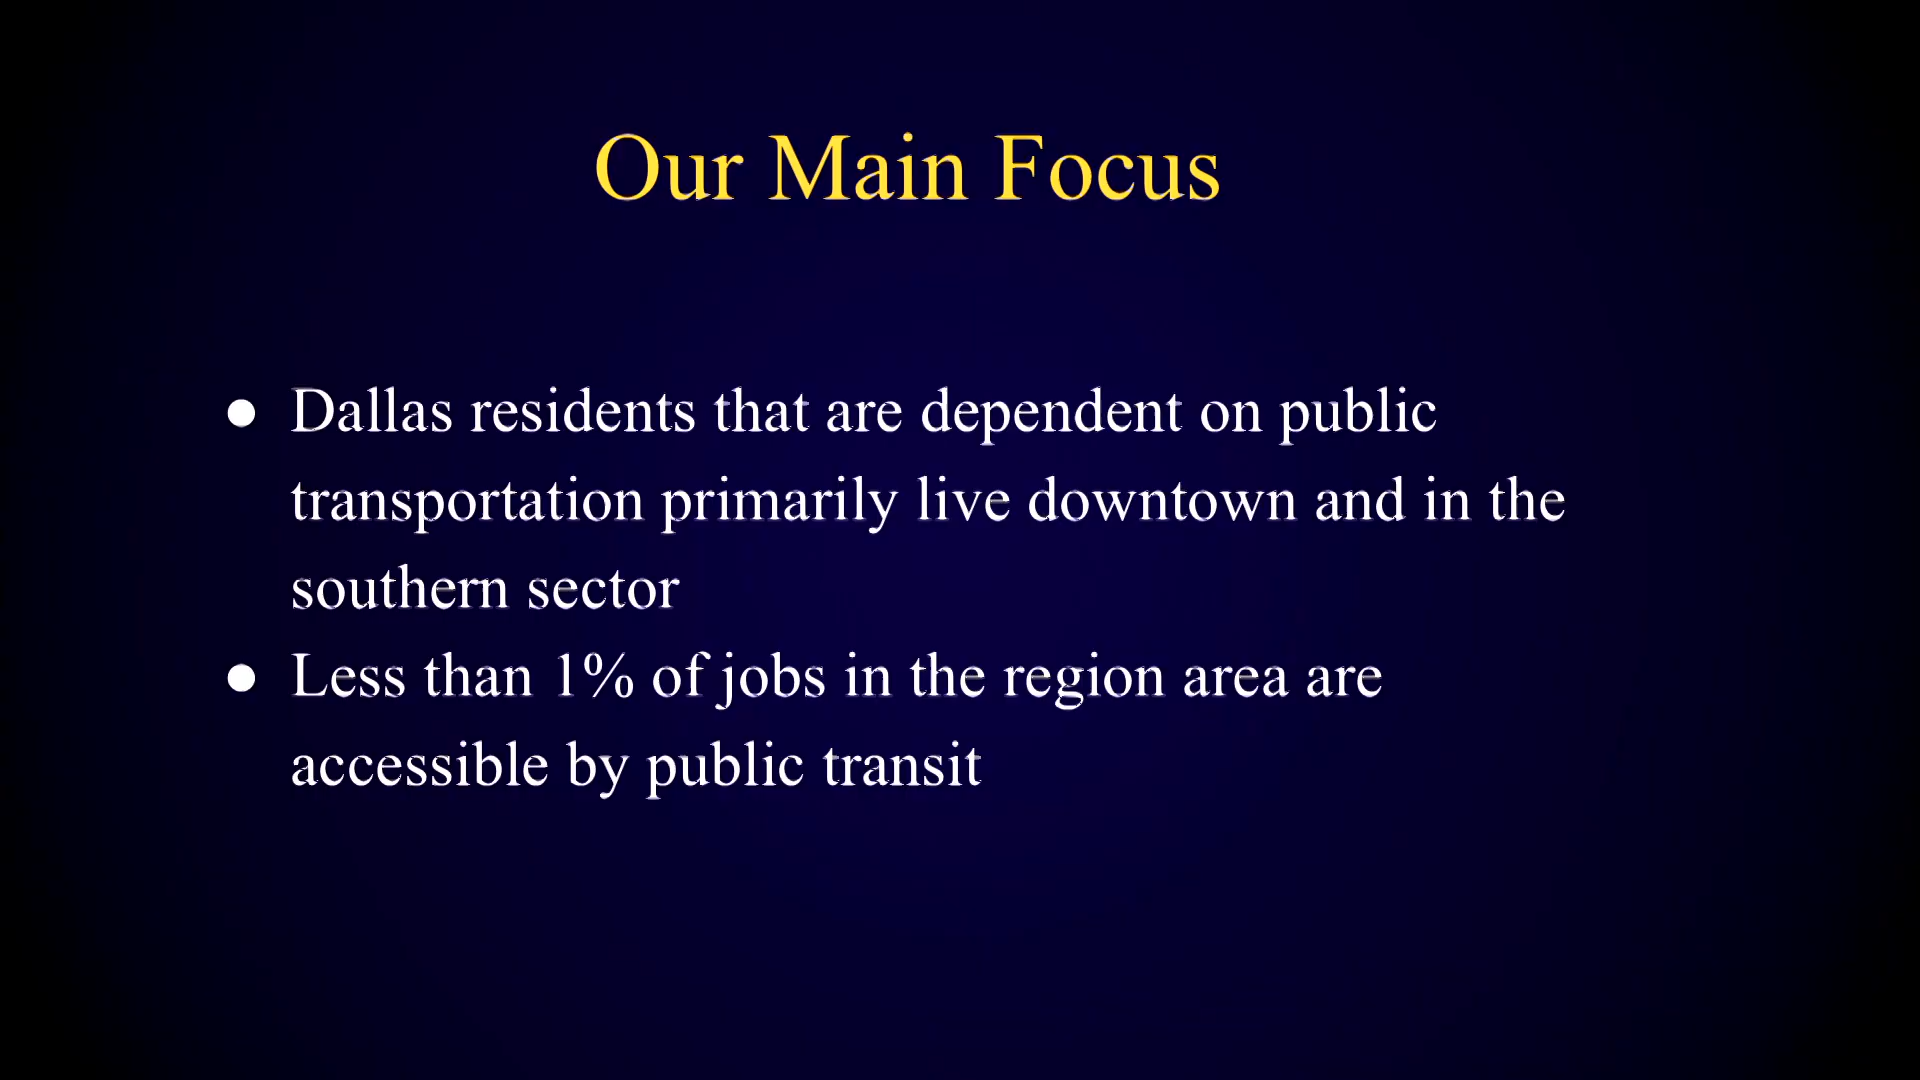 Our Main Focus
● Dallas residents that are dependent on public
transportation primarily live downtown and in the
southern sector
● Less than 1% of jobs in the region area are
accessible by public transit